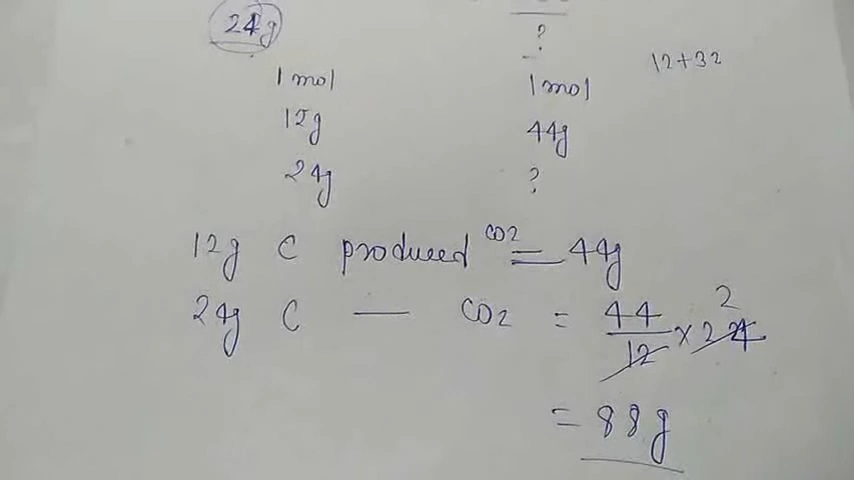 24g
?
12+32
1 mol 1 mol
12g 44g
24g ?
12g C produced CO2 = 44g
24g C — CO2 = 44/12 × 24 2
= 88g